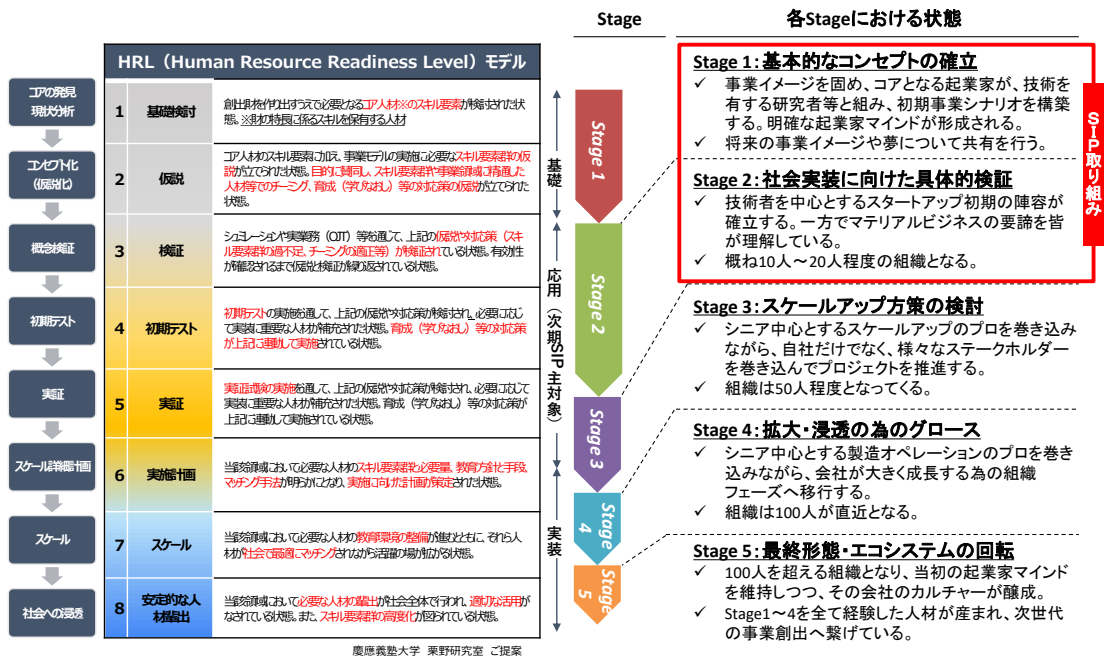 Stage
各Stageにおける状態
HRL（Human Resource Readiness Level）モデル
コアの発見
現状分析
コンセプト化
（仮説化）
概念検証
初期テスト
実証
スケール詳細計画
スケール
社会への浸透
1
基礎検討
創出財を作り出すうえで必要となるコア人材※のスキル要素が検討された状
態。※財の特長に係るスキルを保有する人材
2
仮説
コア人材のスキル要素に加え、事業モデルの実施に必要なスキル要素群の仮
説が立てられた状態。目的に賛同し、スキル要素群や事業領域に精通した
人材等でのチーミング、育成（学びなおし）等の対応策の仮説が立てられた
状態。
3
検証
シュミレーションや実業務（OJT）等を通じて、上記の仮説や対応策（スキ
ル要素群の過不足、チーミングの適正等）が検証されている状態。有効性
が確認されるまで仮説と検証が繰り返されている状態。
4
初期テスト
初期テストの実施を通して、上記の仮説や対応策が検討され、必要に応じ
て実装に重要な人材が補充された状態。育成（学びなおし）等の対応策
が上記に連動して実施されている状態。
5
実証
実証試験の実施を通して、上記の仮説や対応策が検討され、必要に応じて
実装に重要な人材が補充された状態。育成（学びなおし）等の対応策が
上記に連動して実施されている状態。
6
実施計画
当該領域において必要な人材のスキル要素群と必要量、教育方針と手段、
マッチング手法が明らかになり、実施に向けた計画が策定された状態。
7
スケール
当該領域において必要な人材の教育環境の整備が進むとともに、それら人
材が社会で最適にマッチングされながら活躍の場が拡がる状態。
8
安定的な人
材輩出
当該領域において必要な人材の輩出が社会全体で行われ、適切な活用が
なされている状態。また、スキル要素群の高度化が図られている状態。
慶應義塾大学　栗野研究室　ご提案
基礎
応用（次期SIP主対象）
実装
Stage 1
Stage 2
Stage 3
Stage
4
Stage
5
Stage 1：基本的なコンセプトの確立
✓ 事業イメージを固め、コアとなる起業家が、技術を
有する研究者等と組み、初期事業シナリオを構築
する。明確な起業家マインドが形成される。
✓ 将来の事業イメージや夢について共有を行う。
Stage 2：社会実装に向けた具体的検証
✓ 技術者を中心とするスタートアップ初期の陣容が
確立する。一方でマテリアルビジネスの要諦を皆
が理解している。
✓ 概ね10人～20人程度の組織となる。
SIP取り組み
Stage 3：スケールアップ方策の検討
✓ シニア中心とするスケールアップのプロを巻き込み
ながら、自社だけでなく、様々なステークホルダー
を巻き込んでプロジェクトを推進する。
✓ 組織は50人程度となってくる。
Stage 4：拡大・浸透の為のグロース
✓ シニア中心とする製造オペレーションのプロを巻き
込みながら、会社が大きく成長する為の組織
フェーズへ移行する。
✓ 組織は100人が直近となる。
Stage 5：最終形態・エコシステムの回転
✓ 100人を超える組織となり、当初の起業家マインド
を維持しつつ、その会社のカルチャーが醸成。
✓ Stage1～4を全て経験した人材が産まれ、次世代
の事業創出へ繋げている。